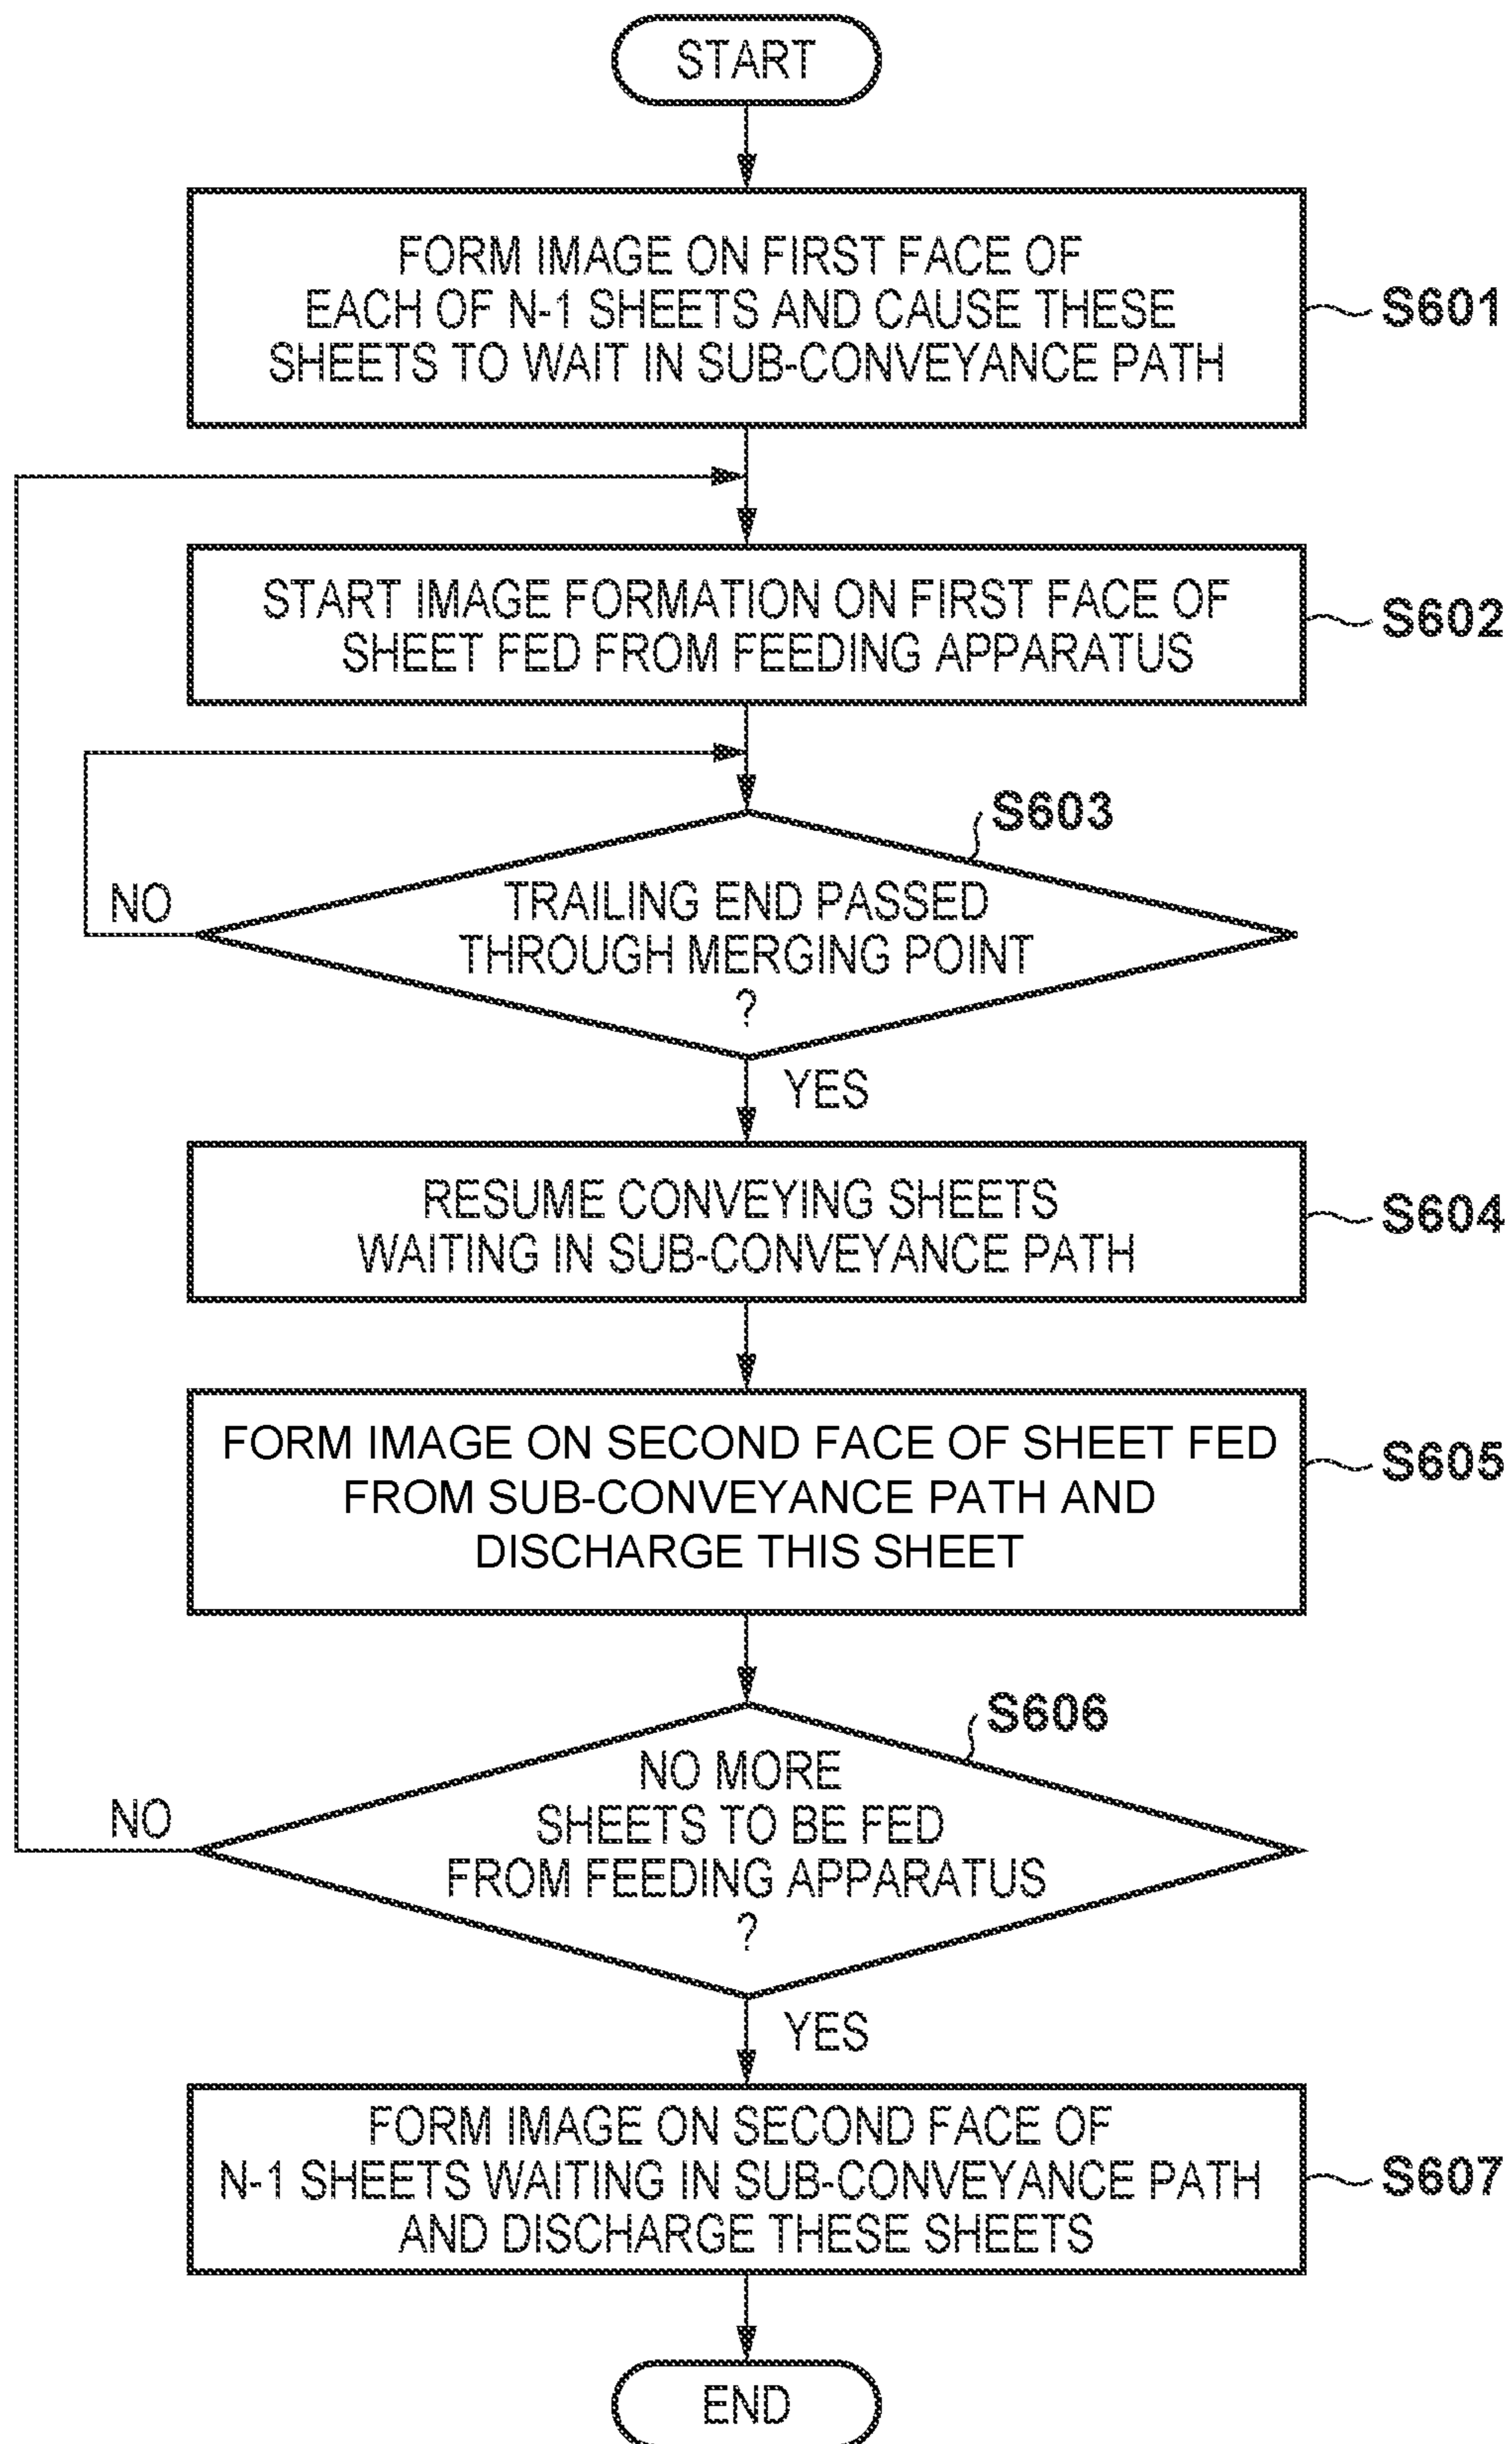 START
FORM IMAGE ON FIRST FACE OF
EACH OF N-1 SHEETS AND CAUSE THESE
SHEETS TO WAIT IN SUB-CONVEYANCE PATH
S601
START IMAGE FORMATION ON FIRST FACE OF
SHEET FED FROM FEEDING APPARATUS
S602
S603
TRAILING END PASSED
THROUGH MERGING POINT
?
NO
YES
RESUME CONVEYING SHEETS
WAITING IN SUB-CONVEYANCE PATH
S604
FORM IMAGE ON SECOND FACE OF SHEET FED
FROM SUB-CONVEYANCE PATH AND
DISCHARGE THIS SHEET
S605
S606
NO MORE
SHEETS TO BE FED
FROM FEEDING APPARATUS
?
NO
YES
FORM IMAGE ON SECOND FACE OF
N-1 SHEETS WAITING IN SUB-CONVEYANCE PATH
AND DISCHARGE THESE SHEETS
S607
END